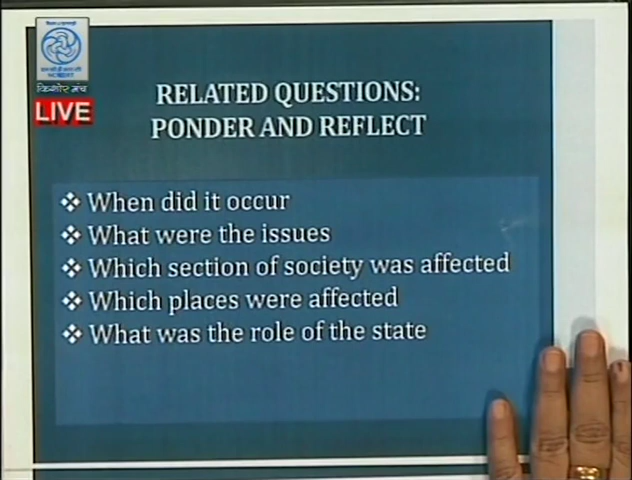 किशोर मंच
LIVE
RELATED QUESTIONS:
PONDER AND REFLECT
❖ When did it occur
❖ What were the issues
❖ Which section of society was affected
❖ Which places were affected
❖ What was the role of the state